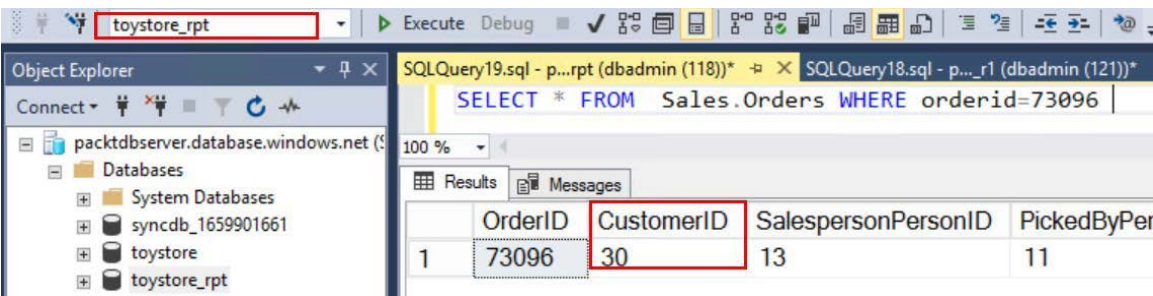 toystore_rpt Execute Debug
Object Explorer
SQLQuery19.sql - p...rpt (dbadmin (118))* SQLQuery18.sql - p..._r1 (dbadmin (121))*
Connect
SELECT * FROM Sales.Orders WHERE orderid=73096
packtdbserver.database.windows.net (S
100 %
Databases
Results Messages
System Databases
syncdb_1659901661
toystore
toystore_rpt
OrderID CustomerID SalespersonPersonID PickedByPer
1 73096 30 13 11